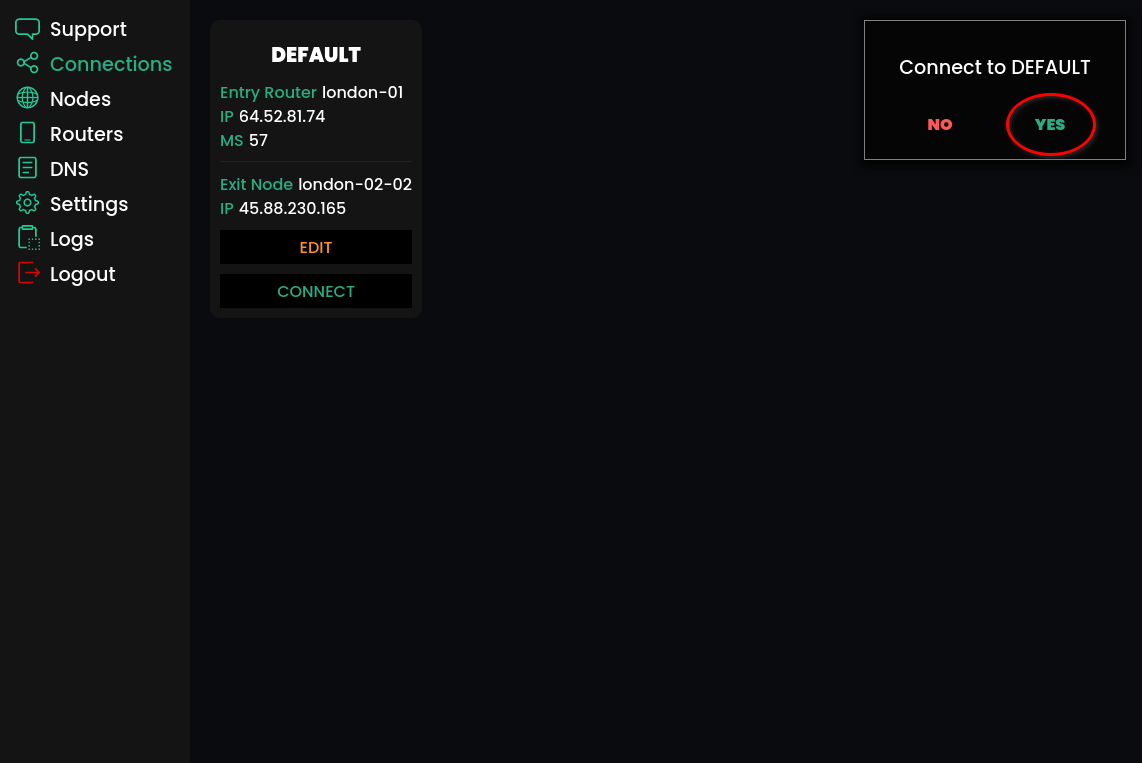 Support
Connections
Nodes
Routers
DNS
Settings
Logs
Logout
DEFAULT
Entry Router london-01
IP 64.52.81.74
MS 57
Exit Node london-02-02
IP 45.88.230.165
EDIT
CONNECT
Connect to DEFAULT
NO YES